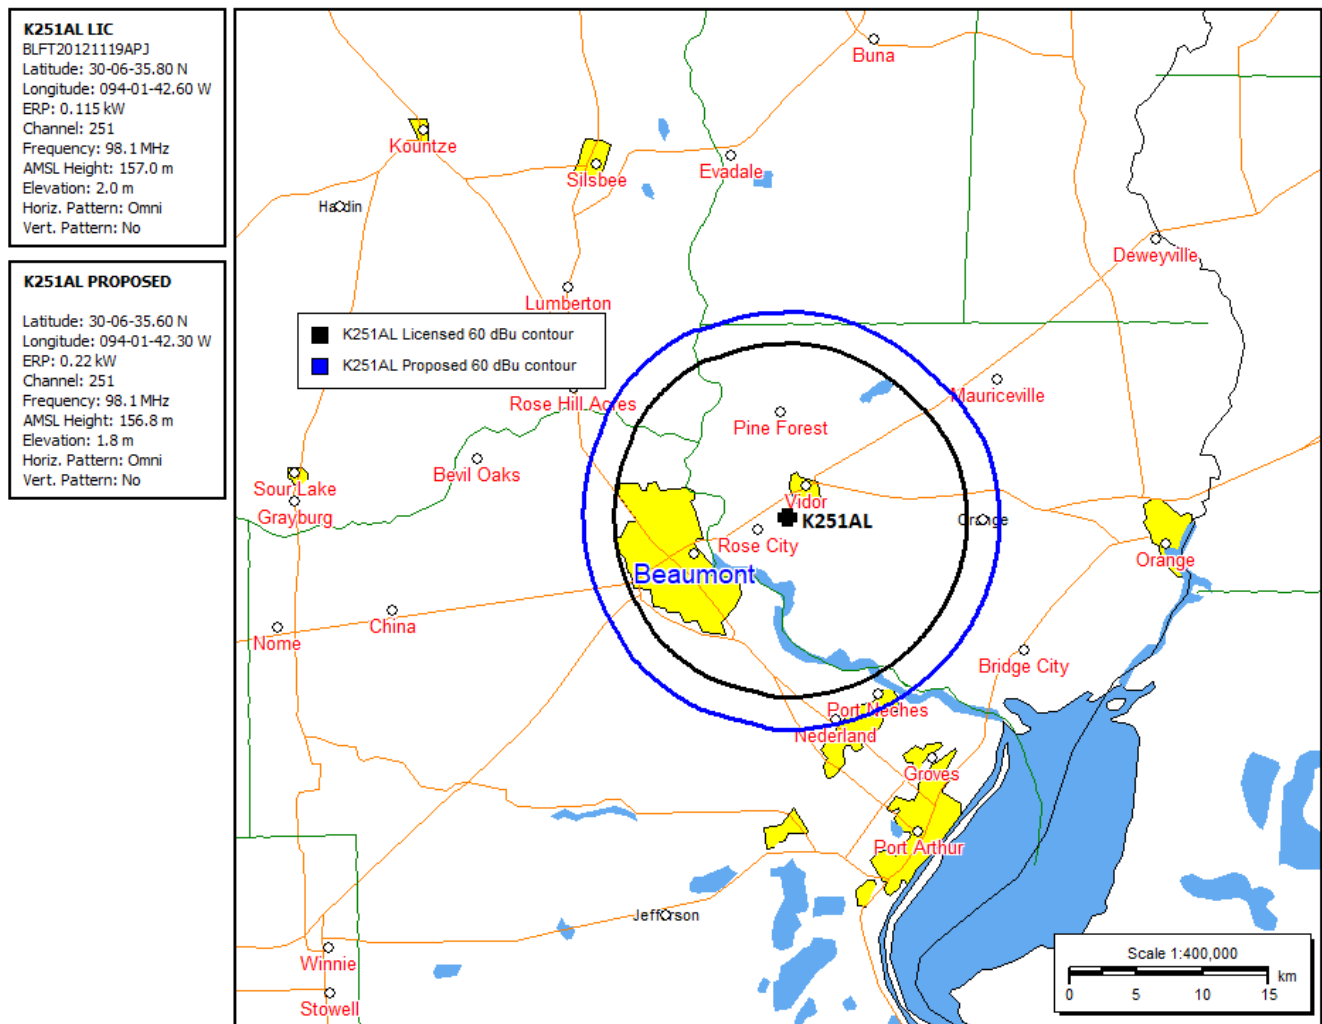 K251AL LIC
BLFT20121119APJ
Latitude: 30-06-35.80 N
Longitude: 094-01-42.60 W
ERP: 0.115 kW
Channel: 251
Frequency: 98.1 MHz
AMSL Height: 157.0 m
Elevation: 2.0 m
Horiz. Pattern: Omni
Vert. Pattern: No
K251AL PROPOSED
Latitude: 30-06-35.60 N
Longitude: 094-01-42.30 W
ERP: 0.22 kW
Channel: 251
Frequency: 98.1 MHz
AMSL Height: 156.8 m
Elevation: 1.8 m
Horiz. Pattern: Omni
Vert. Pattern: No
Buna
Kountze
Silsbee
Evadale
Hardin
Deweyville
Lumberton
K251AL Licensed 60 dBu contour
K251AL Proposed 60 dBu contour
Mauriceville
Rose Hill Acres
Pine Forest
Bevil Oaks
Sour Lake
Vidor
Grayburg
K251AL
Orange
Rose City
Orange
Beaumont
China
Nome
Bridge City
Port Neches
Nederland
Groves
Port Arthur
Jefferson
Winnie
Stowell
Scale 1:400,000
km
0 5 10 15